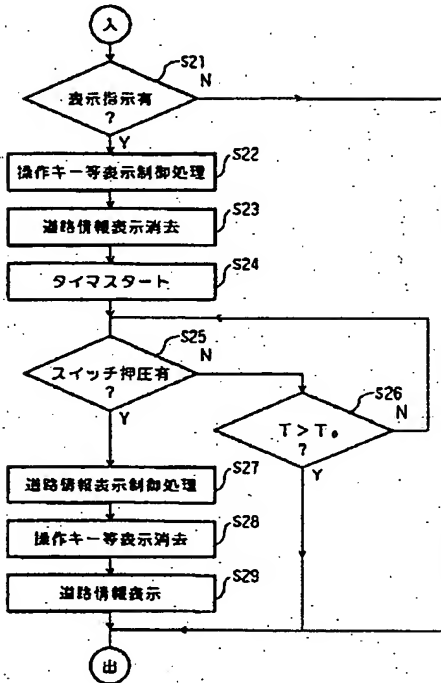 入
S21
N
表示指示有
?
Y
S22
操作キー等表示制御処理
S23
道路情報表示消去
S24
タイマスタート
S25
N
スイッチ押圧有
?
Y
S26
N
T>T₀
?
Y
S27
道路情報表示制御処理
S28
操作キー等表示消去
S29
道路情報表示
出